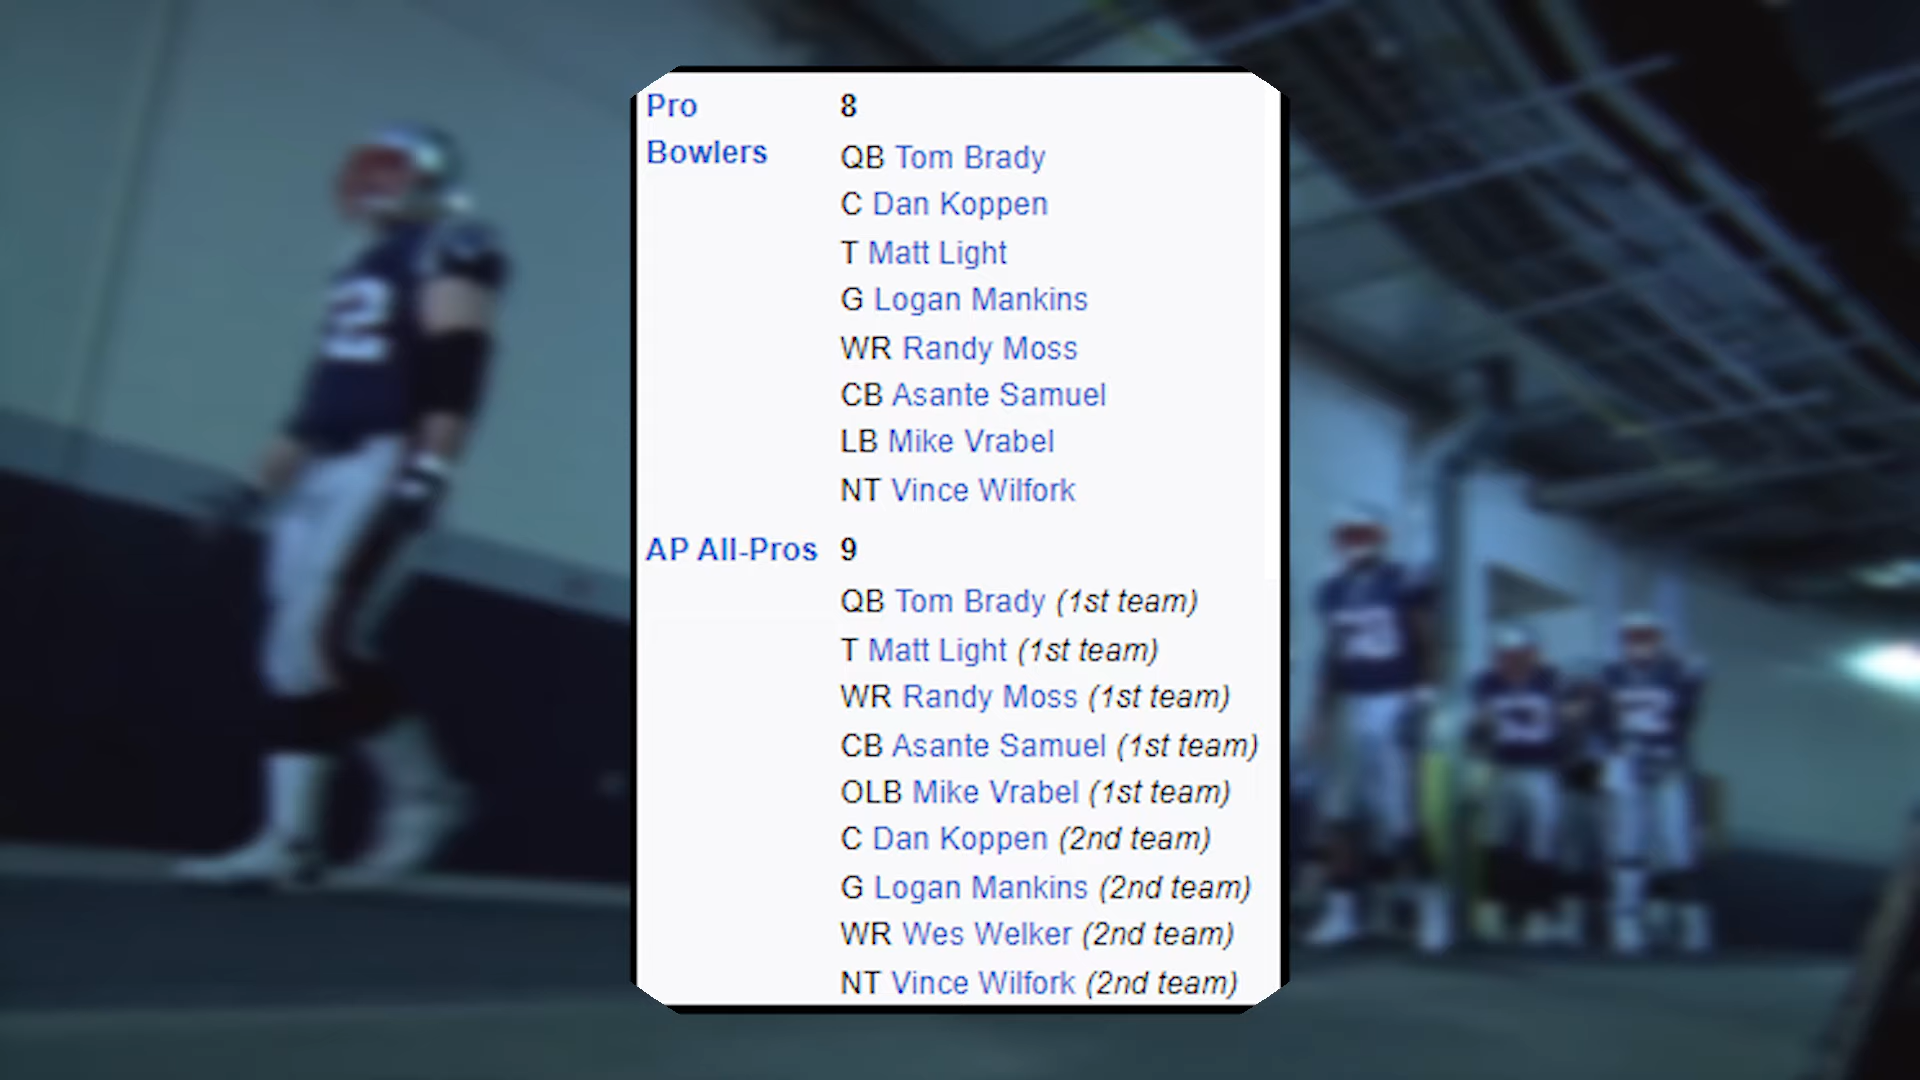 Pro 8
Bowlers QB Tom Brady
C Dan Koppen
T Matt Light
G Logan Mankins
WR Randy Moss
CB Asante Samuel
LB Mike Vrabel
NT Vince Wilfork
AP All-Pros 9
QB Tom Brady (1st team)
T Matt Light (1st team)
WR Randy Moss (1st team)
CB Asante Samuel (1st team)
OLB Mike Vrabel (1st team)
C Dan Koppen (2nd team)
G Logan Mankins (2nd team)
WR Wes Welker (2nd team)
NT Vince Wilfork (2nd team)